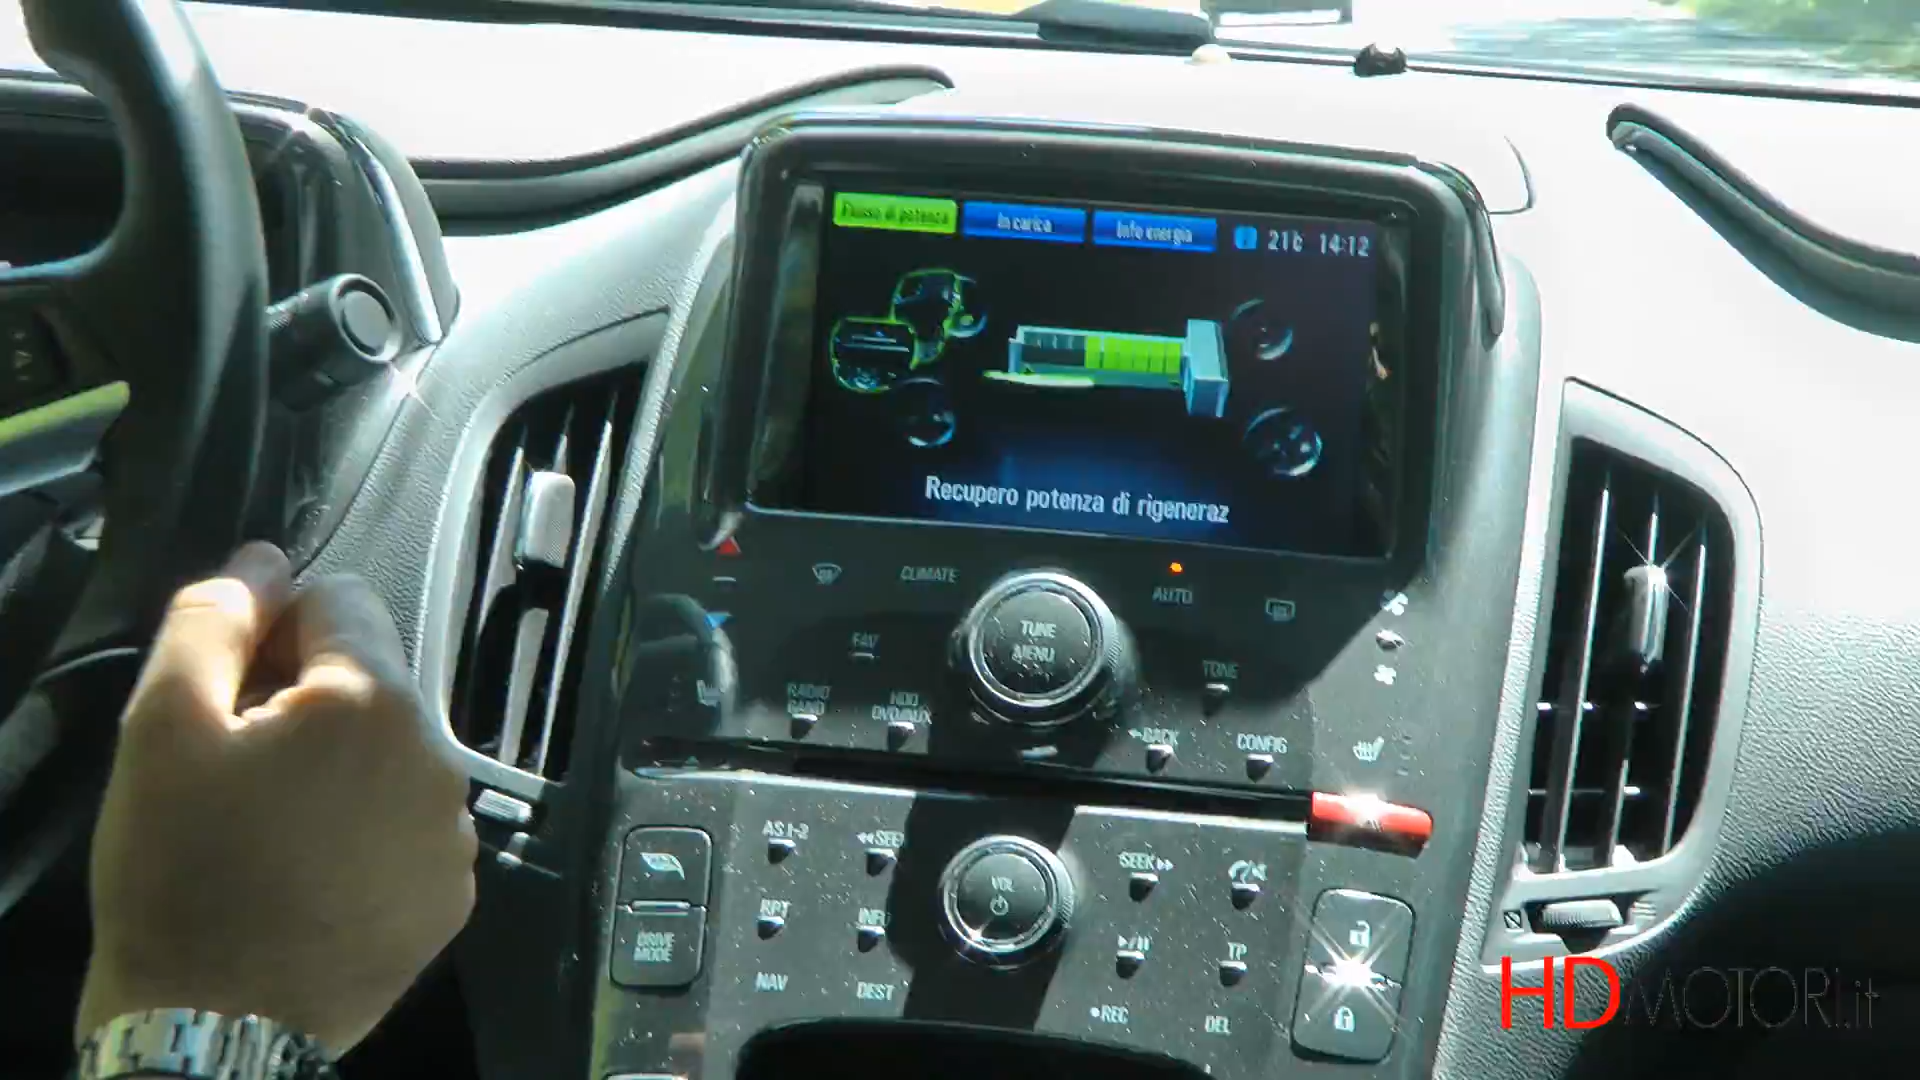 Flusso di potenza
In carica
Info energia
21c 14:12
Recupero potenza di rigeneraz
CLIMATE
AUTO
TUNE
MENU
FAV
TONE
RADIO
BAND
HDD
DVD/AUX
BACK
CONFIG
AS 1-2
SEEK
VOL
SEEK
RPT
INFO
TP
DRIVE
MODE
NAV
DEST
•REC
DEL
HDMOTORI.it